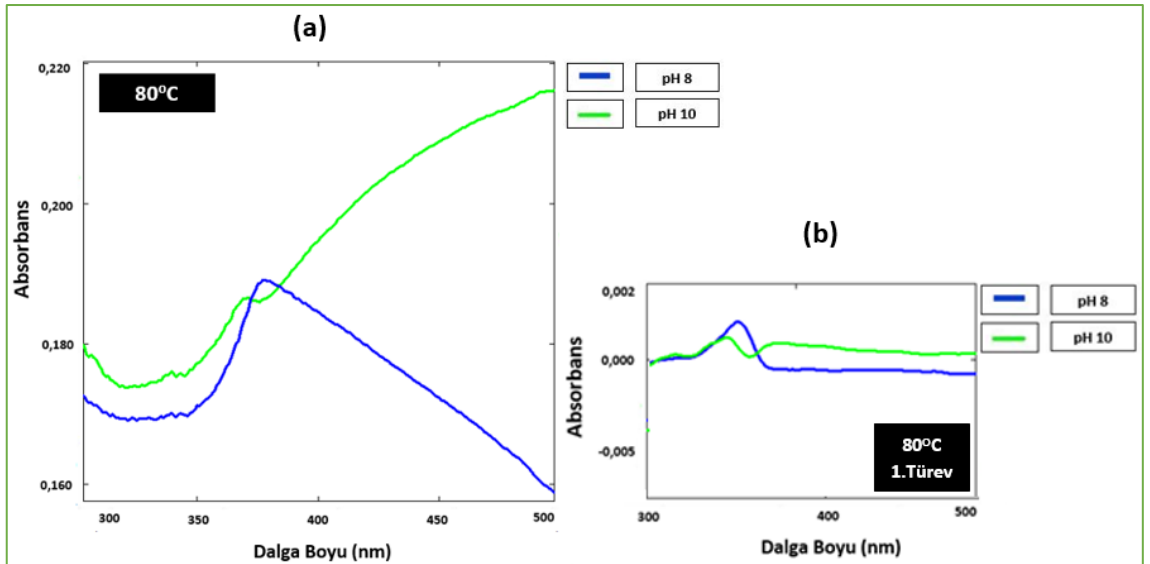 (a)
0,220
80°C
pH 8
pH 10
0,200
0,180
0,160
Absorbans
300 350 400 450 500
Dalga Boyu (nm)
(b)
0,002
0,000
-0,005
Absorbans
pH 8
pH 10
80°C
1.Türev
300 400 500
Dalga Boyu (nm)